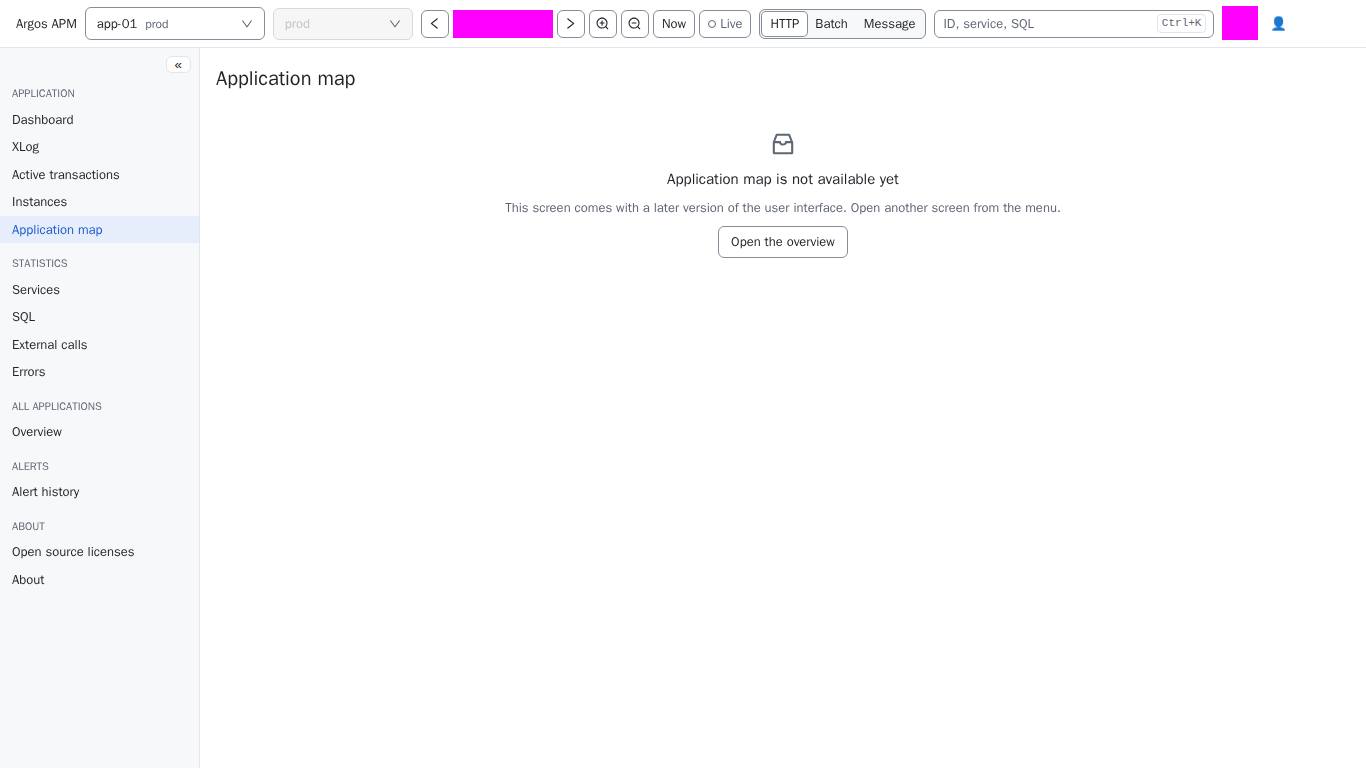 Argos APM app-01 prod prod Now Live HTTP Batch Message ID, service, SQL Ctrl+K
«
APPLICATION
Dashboard
XLog
Active transactions
Instances
Application map
STATISTICS
Services
SQL
External calls
Errors
ALL APPLICATIONS
Overview
ALERTS
Alert history
ABOUT
Open source licenses
About
Application map
Application map is not available yet
This screen comes with a later version of the user interface. Open another screen from the menu.
Open the overview